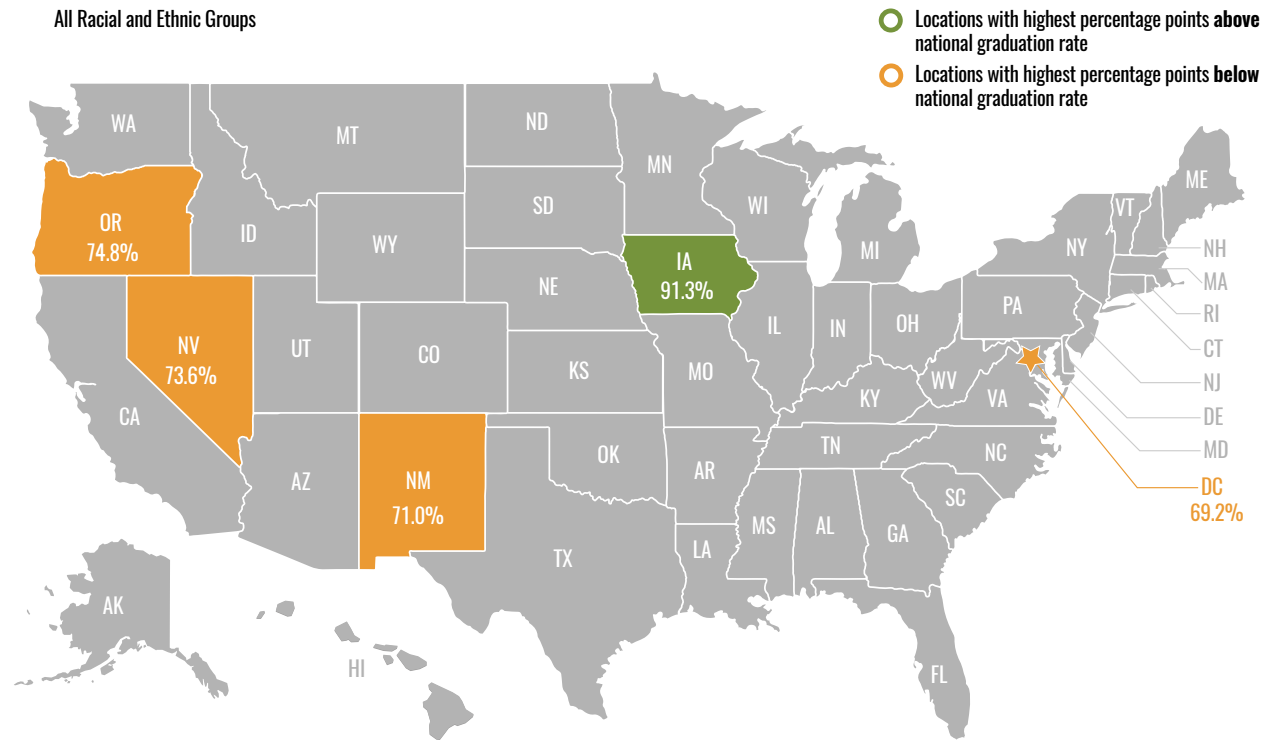 All Racial and Ethnic Groups
Locations with highest percentage points above
national graduation rate
Locations with highest percentage points below
national graduation rate
WA
MT
ND
MN
ME
OR
74.8%
ID
WY
SD
WI
MI
VT
NY
NH
MA
RI
CT
NJ
DE
MD
DC
69.2%
IA
91.3%
NE
NV
73.6%
UT
CO
KS
MO
IL
IN
OH
PA
WV
VA
KY
CA
AZ
NM
71.0%
OK
AR
TN
NC
SC
MS
AL
GA
LA
TX
FL
AK
HI